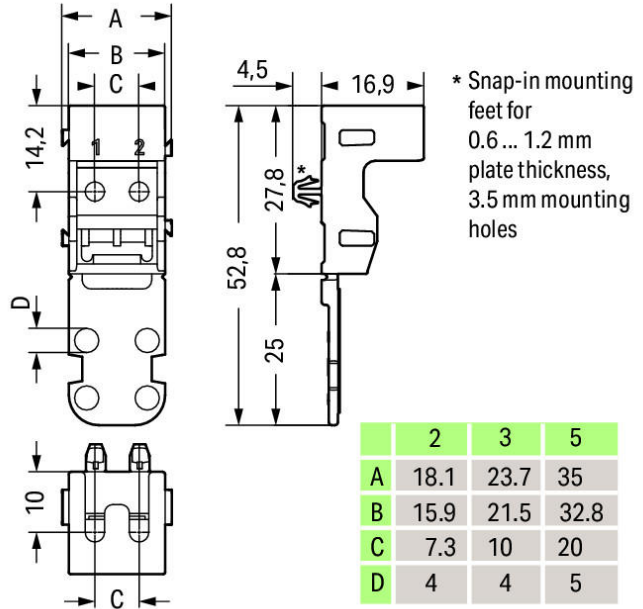 A
B
C
14,2
1 2
D
10
C
4,5
16,9
*
27,8
52,8
25
* Snap-in mounting
feet for
0.6 ... 1.2 mm
plate thickness,
3.5 mm mounting
holes
2 3 5
A 18.1 23.7 35
B 15.9 21.5 32.8
C 7.3 10 20
D 4 4 5